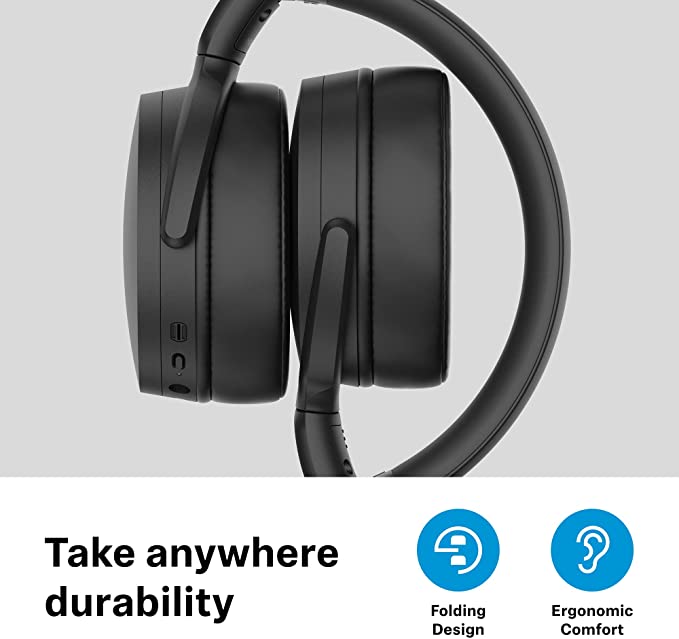 Take anywhere
durability
Folding
Design
Ergonomic
Comfort